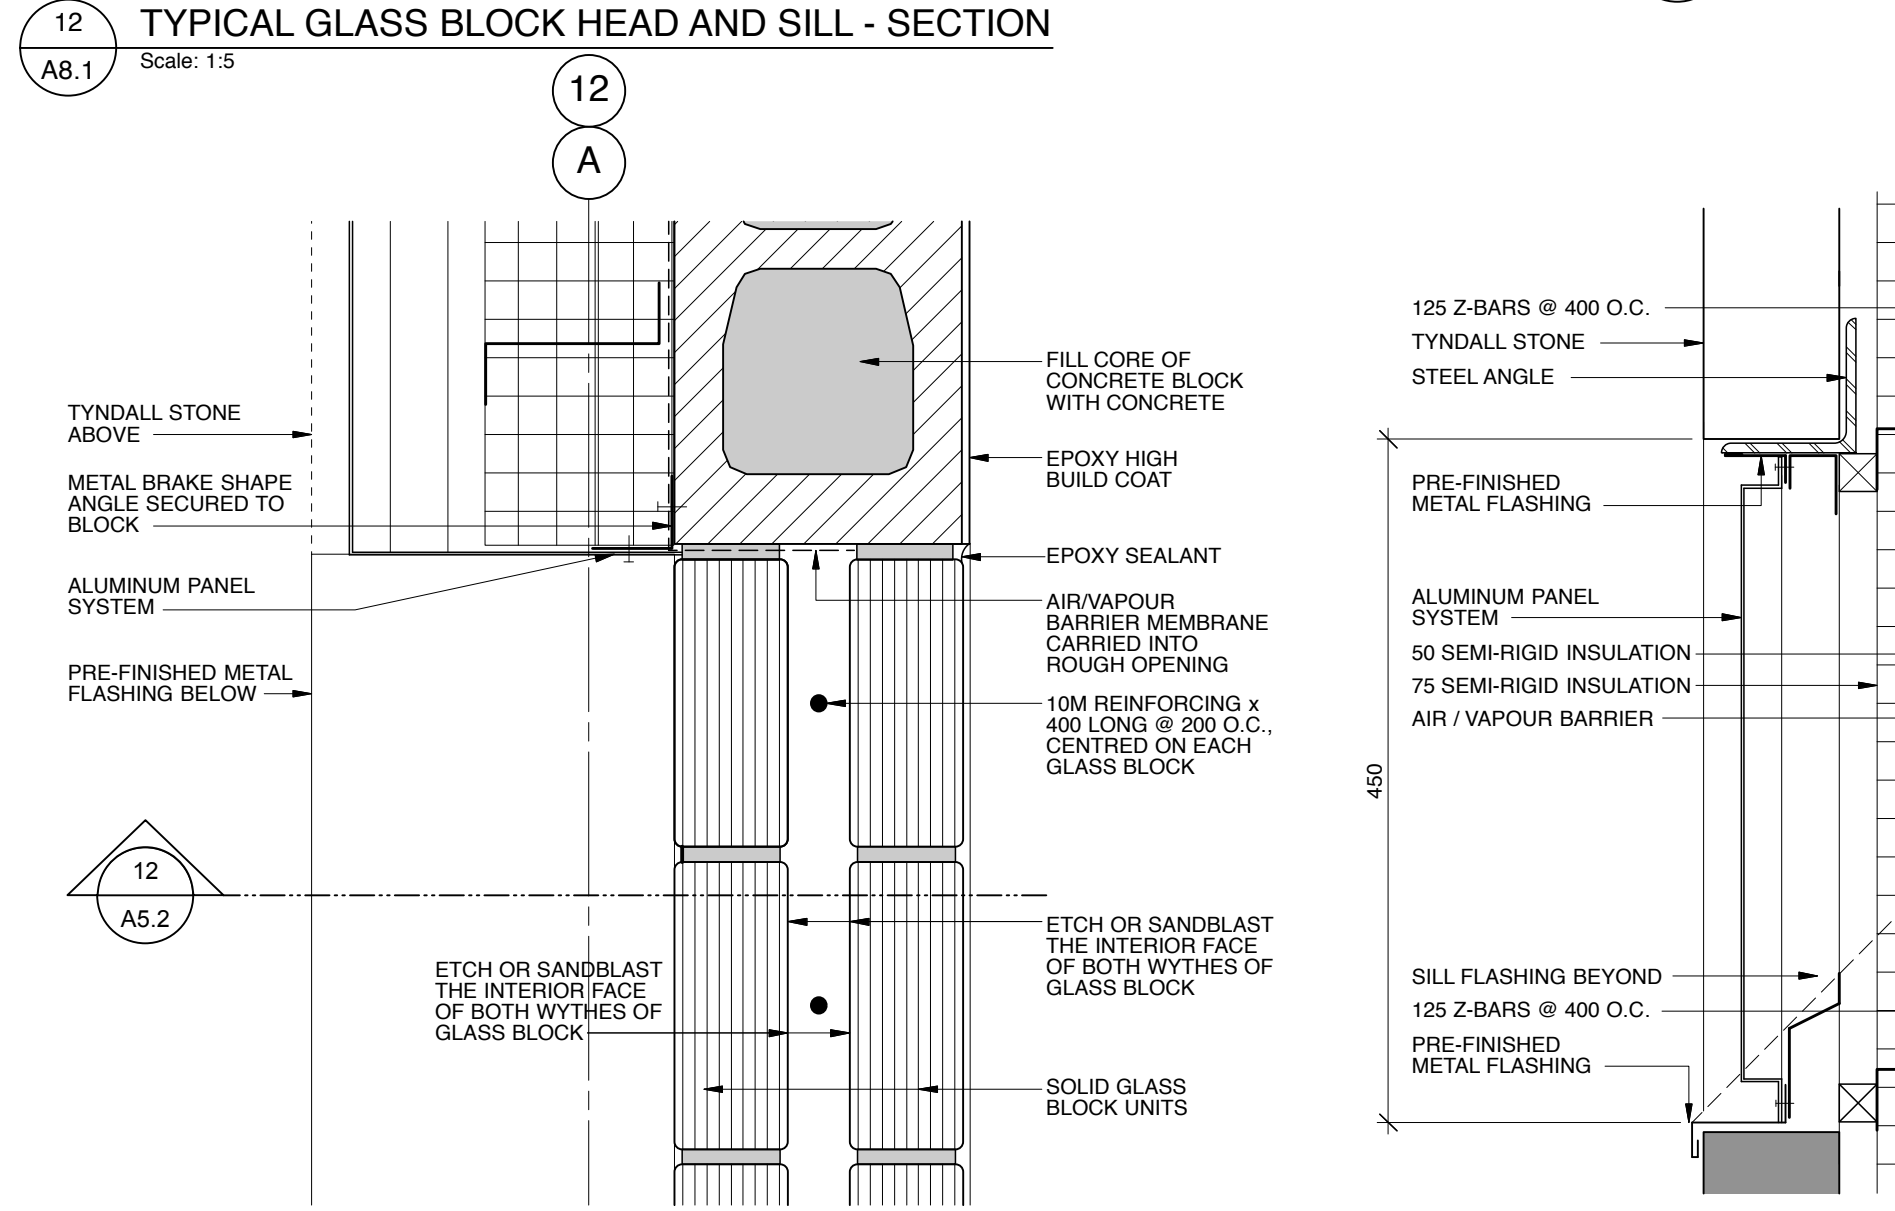 12
A8.1
TYPICAL GLASS BLOCK HEAD AND SILL - SECTION
Scale: 1:5
12
A
TYNDALL STONE
ABOVE
METAL BRAKE SHAPE
ANGLE SECURED TO
BLOCK
ALUMINUM PANEL
SYSTEM
PRE-FINISHED METAL
FLASHING BELOW
12
A5.2
ETCH OR SANDBLAST
THE INTERIOR FACE
OF BOTH WYTHES OF
GLASS BLOCK
FILL CORE OF
CONCRETE BLOCK
WITH CONCRETE
EPOXY HIGH
BUILD COAT
EPOXY SEALANT
AIR/VAPOUR
BARRIER MEMBRANE
CARRIED INTO
ROUGH OPENING
10M REINFORCING x
400 LONG @ 200 O.C.,
CENTRED ON EACH
GLASS BLOCK
ETCH OR SANDBLAST
THE INTERIOR FACE
OF BOTH WYTHES OF
GLASS BLOCK
SOLID GLASS
BLOCK UNITS
125 Z-BARS @ 400 O.C.
TYNDALL STONE
STEEL ANGLE
PRE-FINISHED
METAL FLASHING
ALUMINUM PANEL
SYSTEM
50 SEMI-RIGID INSULATION
75 SEMI-RIGID INSULATION
AIR / VAPOUR BARRIER
450
SILL FLASHING BEYOND
125 Z-BARS @ 400 O.C.
PRE-FINISHED
METAL FLASHING